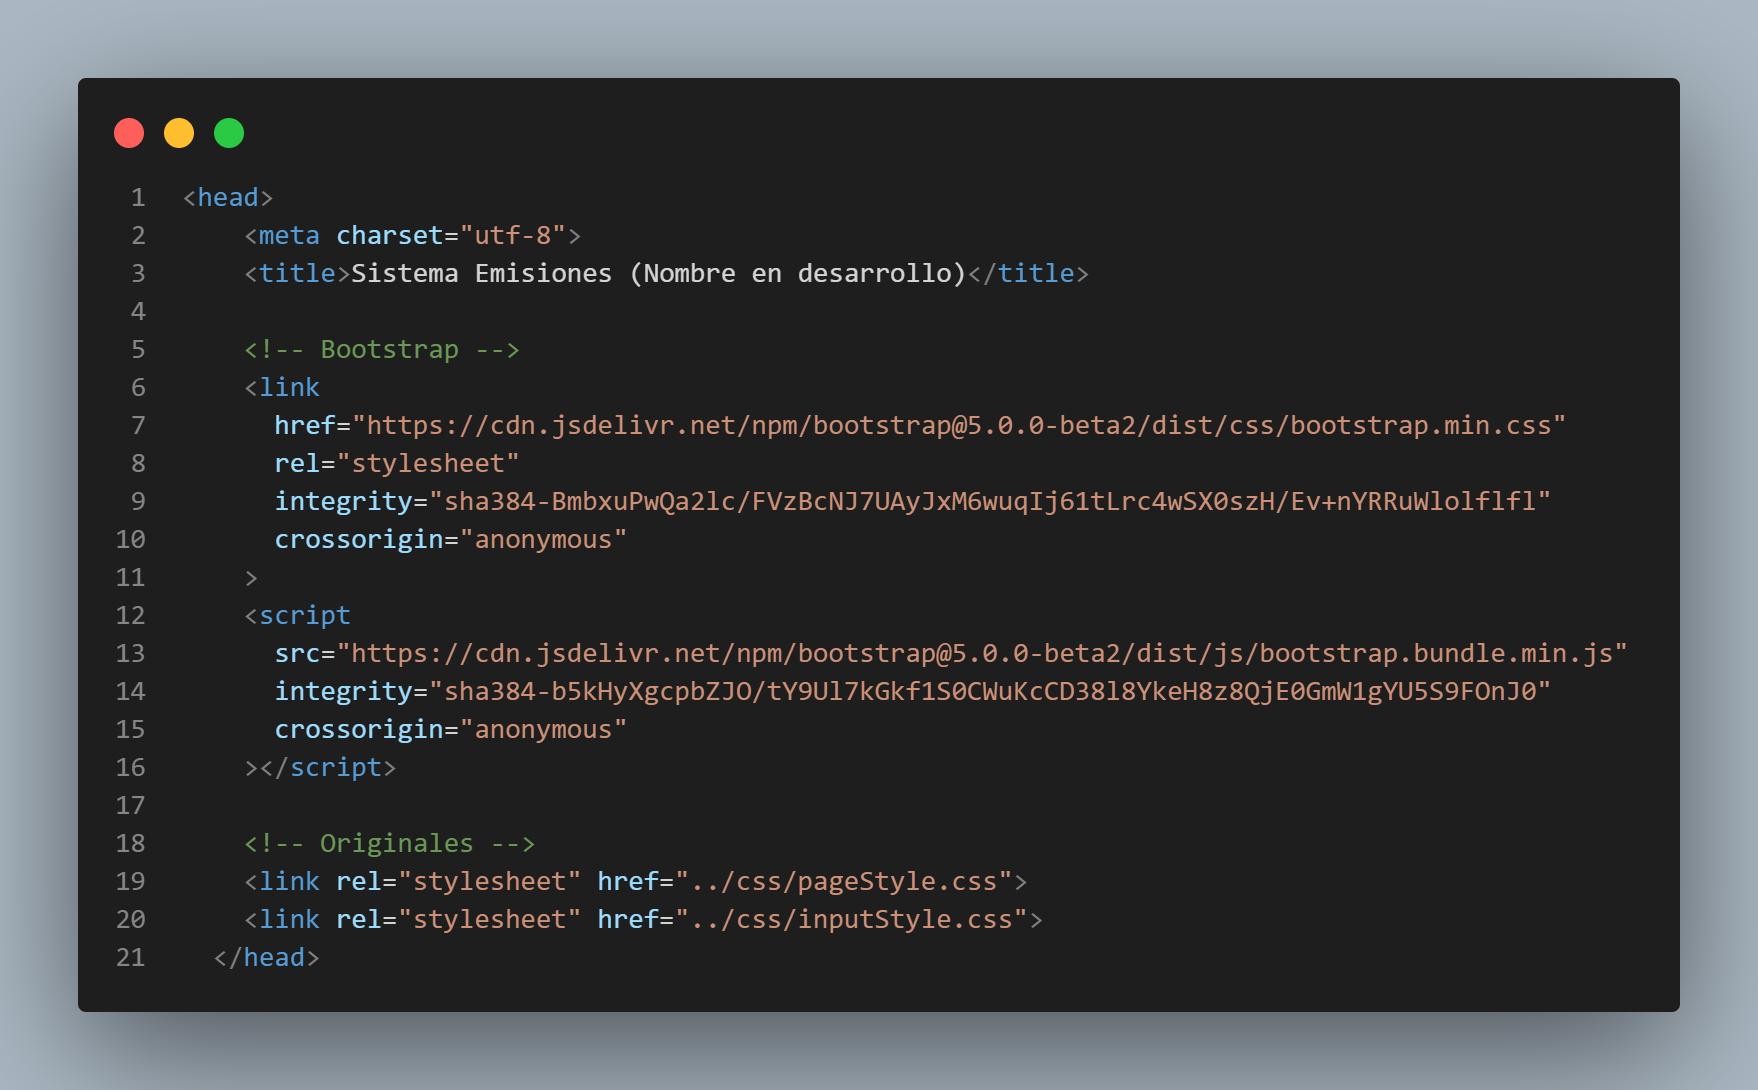 1 <head>
2 <meta charset="utf-8">
3 <title>Sistema Emisiones (Nombre en desarrollo)</title>
4
5 <!-- Bootstrap -->
6 <link
7 href="https://cdn.jsdelivr.net/npm/bootstrap@5.0.0-beta2/dist/css/bootstrap.min.css"
8 rel="stylesheet"
9 integrity="sha384-BmbxuPwQa2lc/FVzBcNJ7UAyJxM6wuqIj61tLrc4wSX0szH/Ev+nYRRuWlolflfl"
10 crossorigin="anonymous"
11 >
12 <script
13 src="https://cdn.jsdelivr.net/npm/bootstrap@5.0.0-beta2/dist/js/bootstrap.bundle.min.js"
14 integrity="sha384-b5kHyXgcpbZJO/tY9Ul7kGkf1S0CWuKcCD38l8YkeH8z8QjE0GmW1gYU5S9FOnJ0"
15 crossorigin="anonymous"
16 ></script>
17
18 <!-- Originales -->
19 <link rel="stylesheet" href="../css/pageStyle.css">
20 <link rel="stylesheet" href="../css/inputStyle.css">
21 </head>